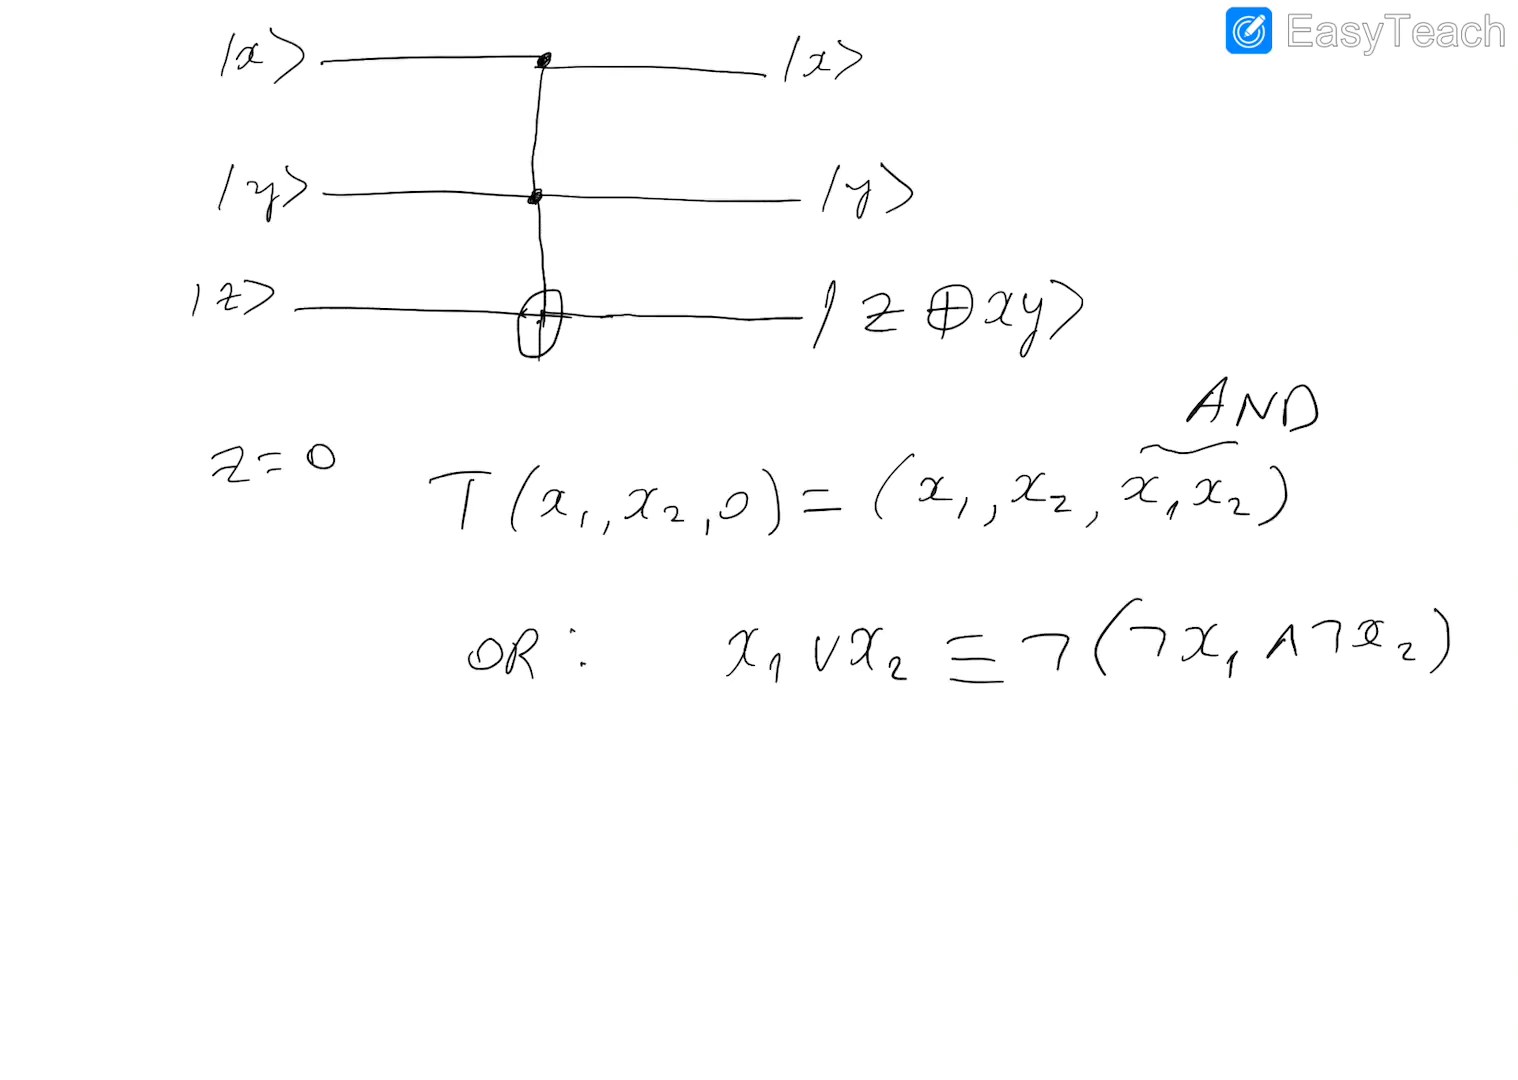 EasyTeach
|x⟩ |x⟩
|y⟩ |y⟩
|z⟩ |z ⊕ xy⟩
AND
z = 0 T(x₁, x₂, 0) = (x₁, x₂, x₁x₂)
OR : x₁ ∨ x₂ ≡ ¬(¬x₁ ∧ ¬x₂)